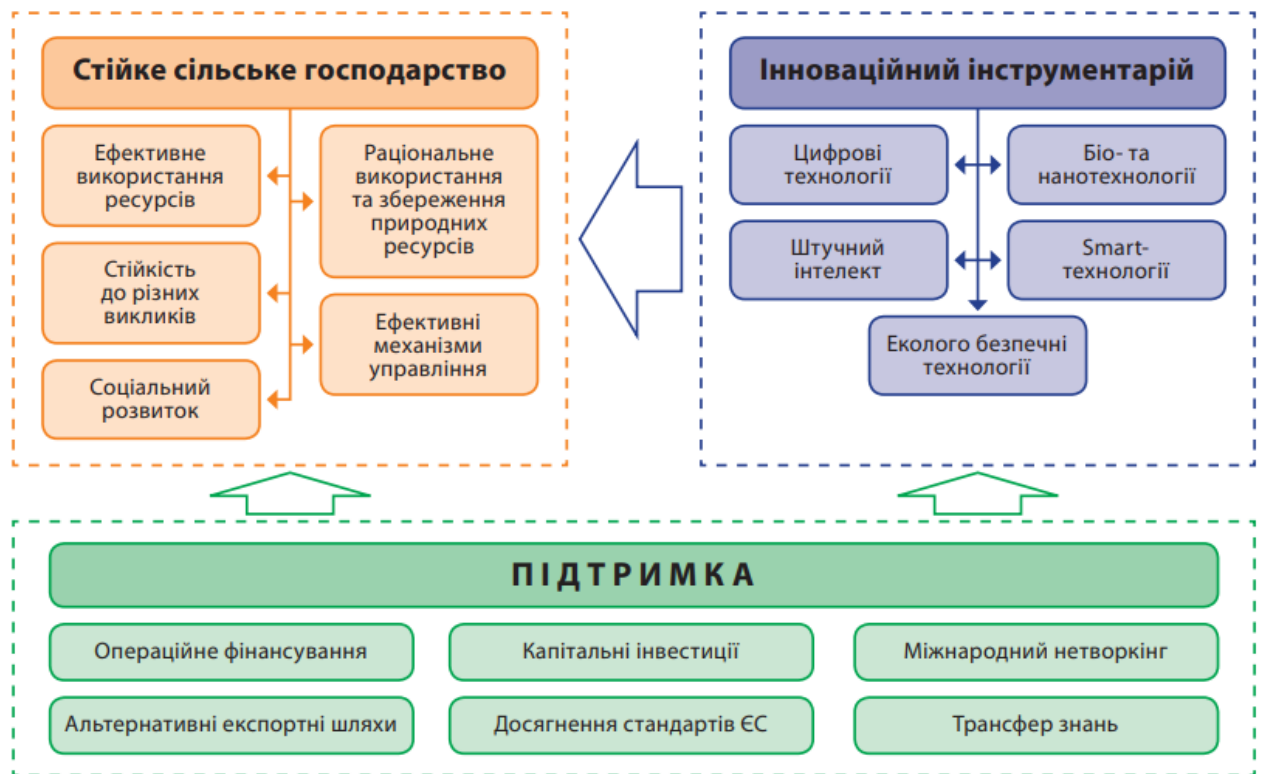 Стійке сільське господарство
Ефективне
використання
ресурсів
Раціональне
використання
та збереження
природних
ресурсів
Стійкість
до різних
викликів
Ефективні
механізми
управління
Соціальний
розвиток
Інноваційний інструментарій
Цифрові
технології
Біо- та
нанотехнології
Штучний
інтелект
Smart-
технології
Еколого безпечні
технології
ПІДТРИМКА
Операційне фінансування
Капітальні інвестиції
Міжнародний нетворкінг
Альтернативні експортні шляхи
Досягнення стандартів ЄС
Трансфер знань